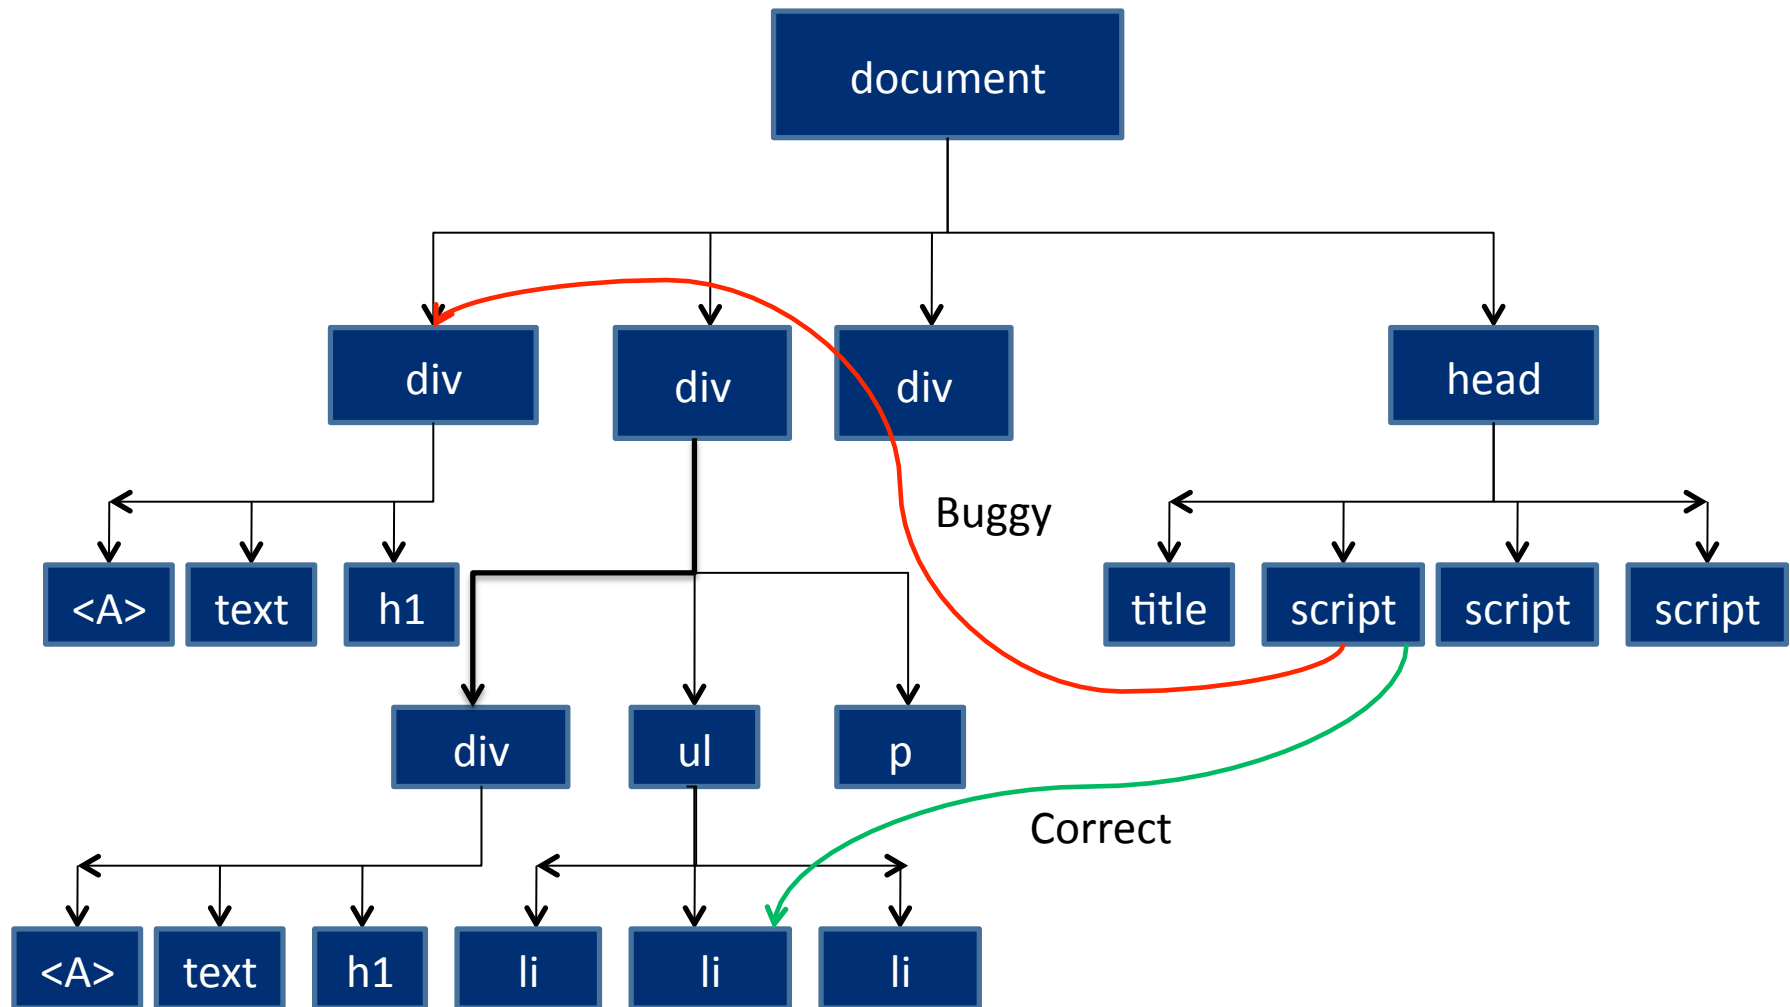 document
div
div
div
head
Buggy
<A>
text
h1
title
script
script
script
div
ul
p
Correct
<A>
text
h1
li
li
li